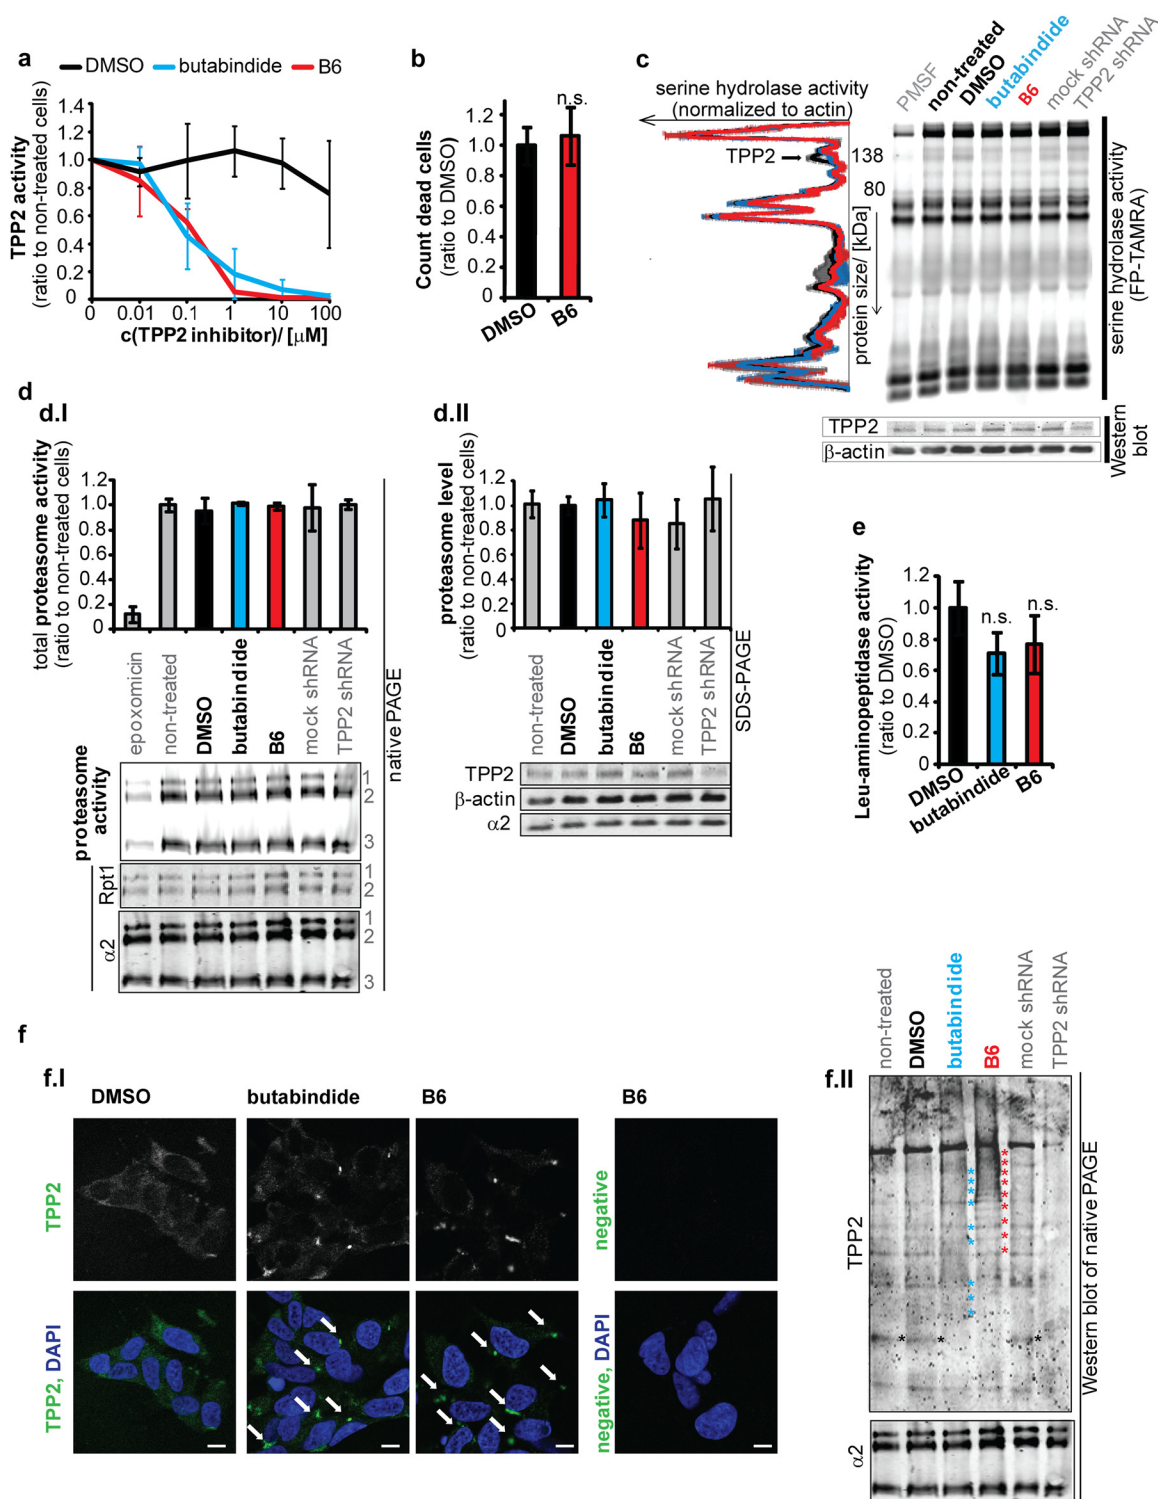 a
DMSO butabindide B6
TPP2 activity
(ratio to non-treated cells)
1.4
1.2
1.0
0.8
0.6
0.4
0.2
0
0 0.01 0.1 1 10 100
c(TPP2 inhibitor)/ [µM]
b
Count dead cells
(ratio to DMSO)
n.s.
1.2
1.0
0.8
0.6
0.4
0.2
0
DMSO B6
c
serine hydrolase activity
(normalized to actin)
TPP2
138
80
protein size/ [kDa]
PMSF
non-treated
DMSO
butabindide
B6
mock shRNA
TPP2 shRNA
serine hydrolase activity
(FP-TAMRA)
TPP2
β-actin
Western
blot
d
d.I
total proteasome activity
(ratio to non-treated cells)
1.2
1.0
0.8
0.6
0.4
0.2
0
epoxomicin
non-treated
DMSO
butabindide
B6
mock shRNA
TPP2 shRNA
native PAGE
proteasome
activity
1
2
3
Rpt1
1
2
α2
1
2
3
d.II
proteasome level
(ratio to non-treated cells)
1.2
1.0
0.8
0.6
0.4
0.2
0
non-treated
DMSO
butabindide
B6
mock shRNA
TPP2 shRNA
SDS-PAGE
TPP2
β-actin
α2
e
Leu-aminopeptidase activity
(ratio to DMSO)
1.2
1.0
0.8
0.6
0.4
0.2
0
n.s.
n.s.
DMSO
butabindide
B6
f
f.I
DMSO butabindide B6 B6
TPP2
negative
TPP2, DAPI
negative, DAPI
f.II
non-treated
DMSO
butabindide
B6
mock shRNA
TPP2 shRNA
TPP2
* * * * * * * * *
* * * * * * * *
* * *
α2
Western blot of native PAGE